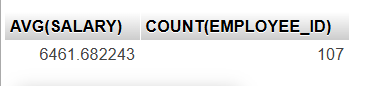 AVG(SALARY) COUNT(EMPLOYEE_ID)
6461.682243 107